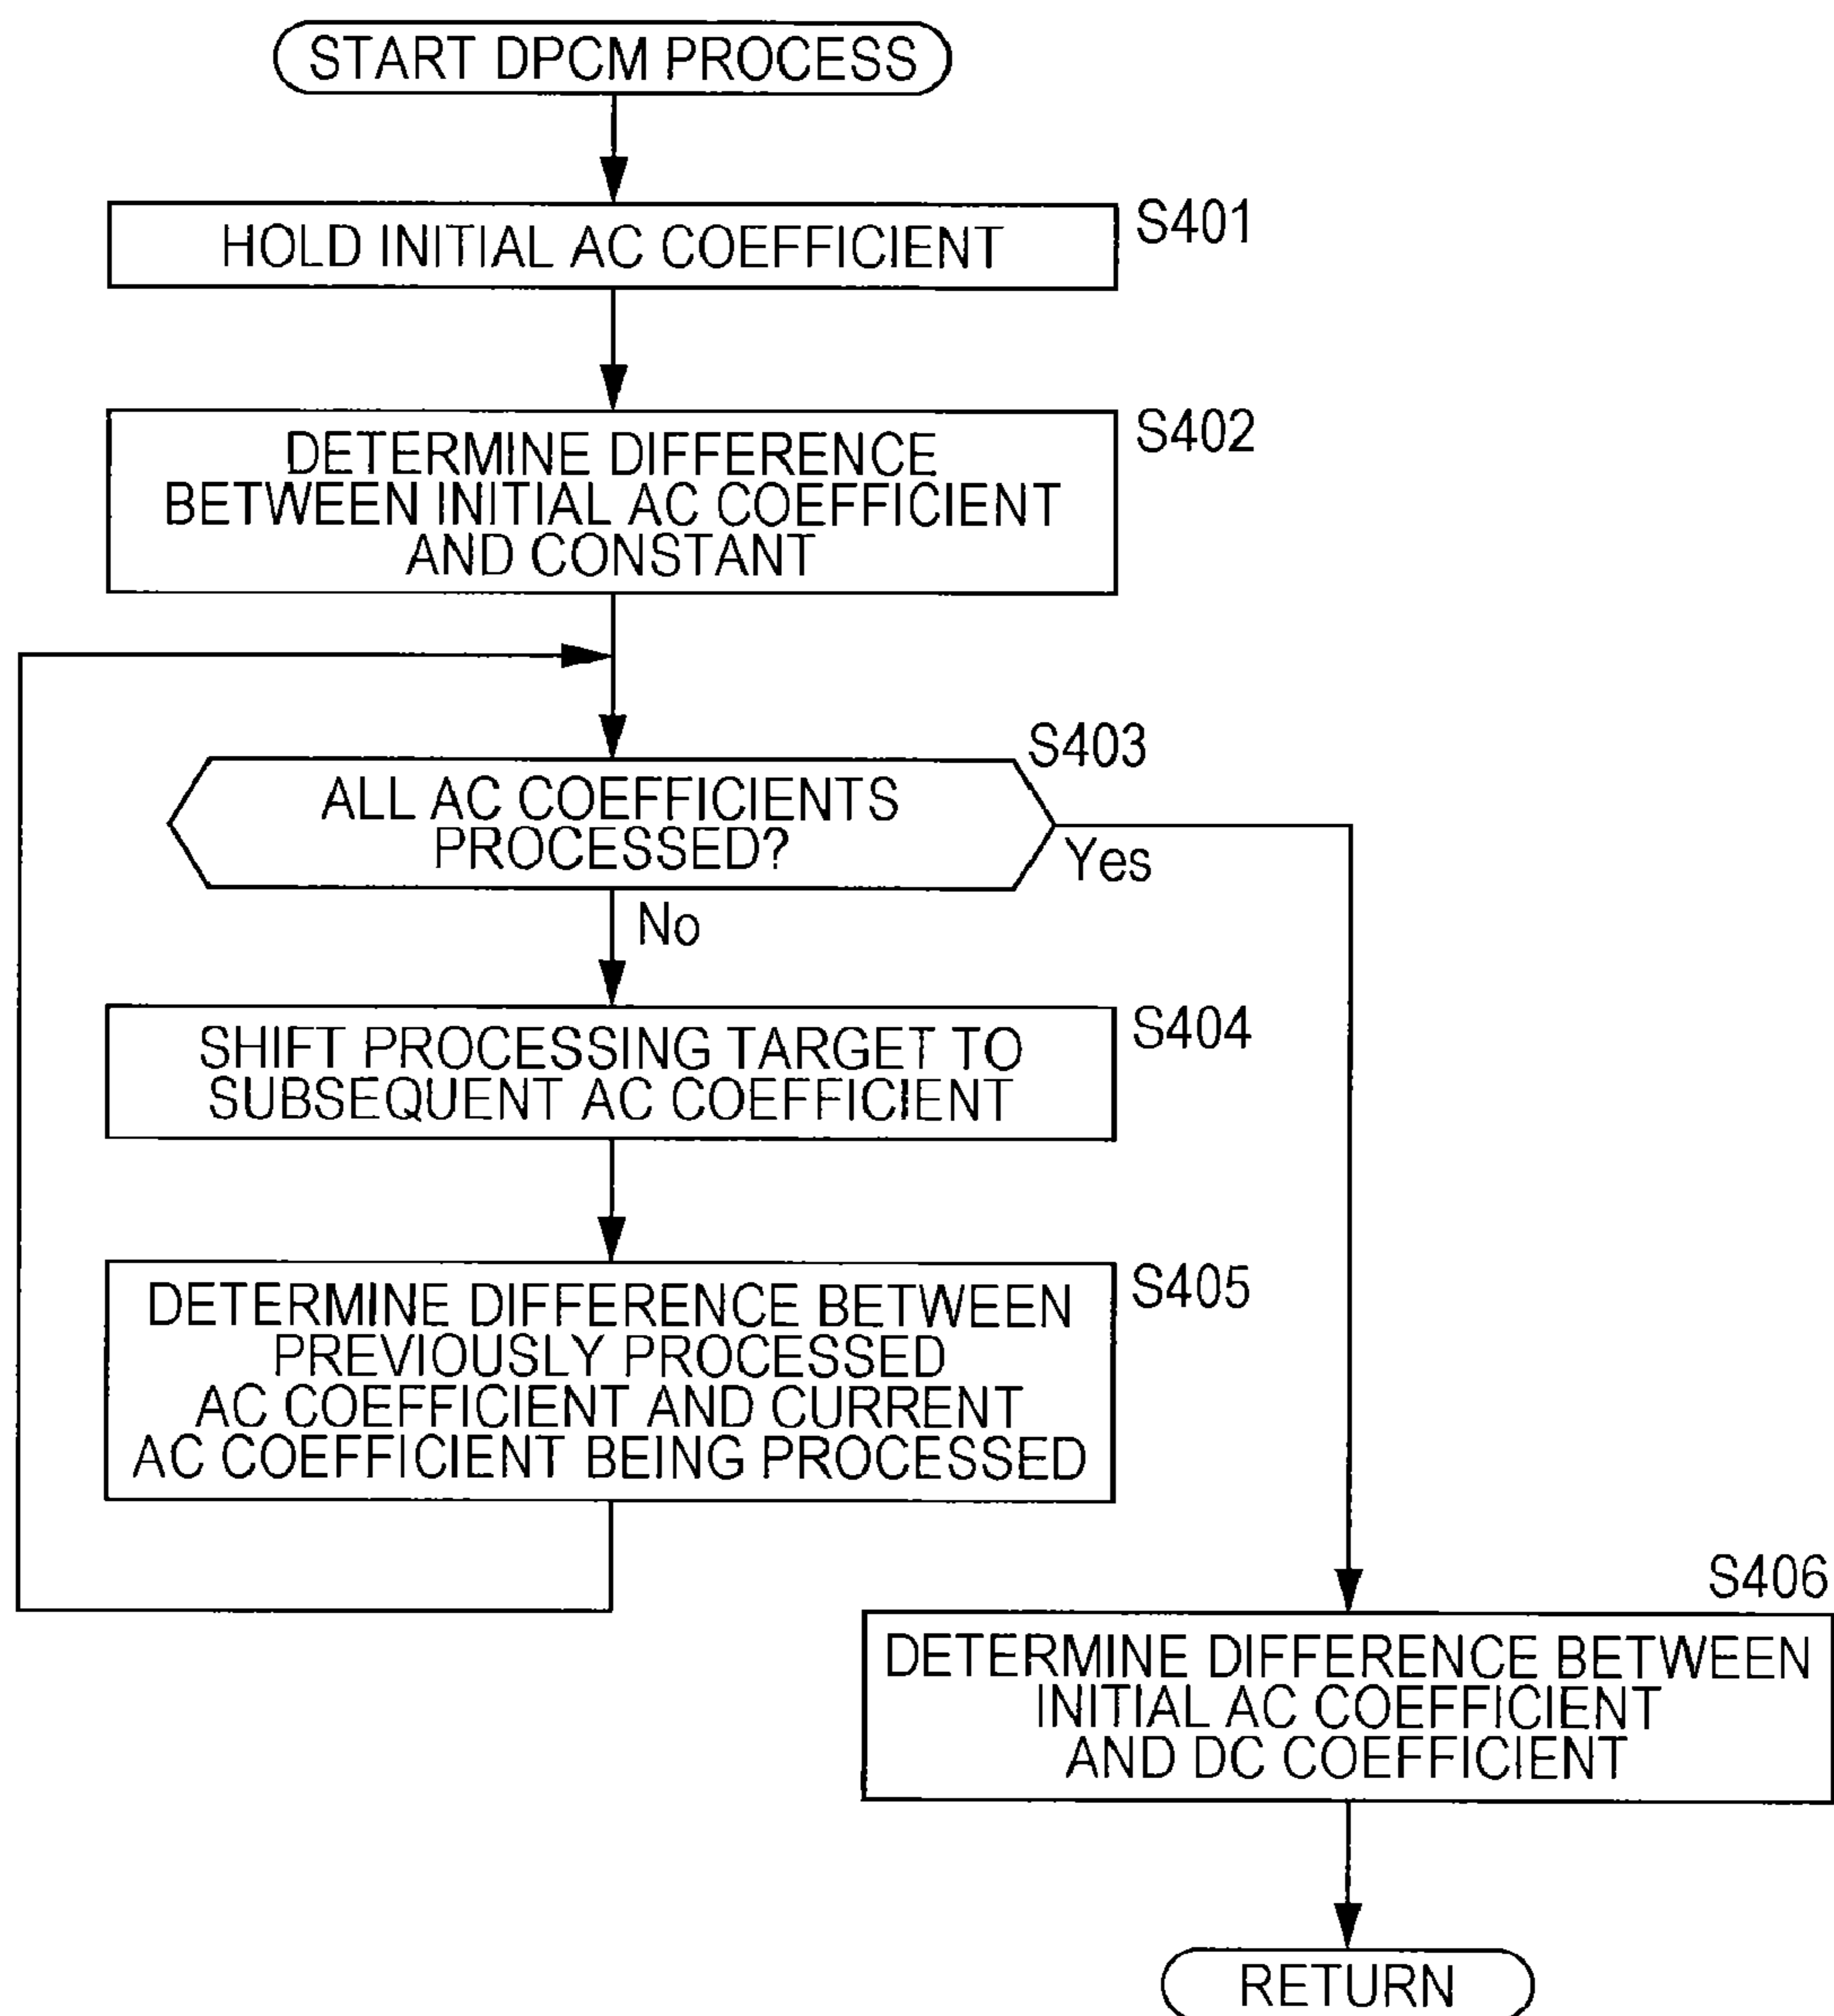 START DPCM PROCESS
HOLD INITIAL AC COEFFICIENT
S401
DETERMINE DIFFERENCE
BETWEEN INITIAL AC COEFFICIENT
AND CONSTANT
S402
S403
ALL AC COEFFICIENTS
PROCESSED?
Yes
No
SHIFT PROCESSING TARGET TO
SUBSEQUENT AC COEFFICIENT
S404
DETERMINE DIFFERENCE BETWEEN
PREVIOUSLY PROCESSED
AC COEFFICIENT AND CURRENT
AC COEFFICIENT BEING PROCESSED
S405
S406
DETERMINE DIFFERENCE BETWEEN
INITIAL AC COEFFICIENT
AND DC COEFFICIENT
RETURN